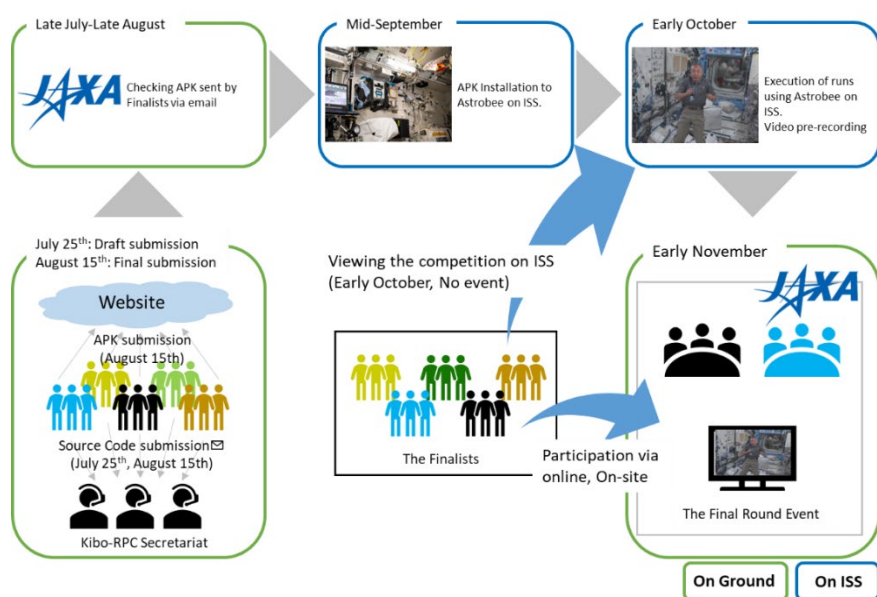 Late July-Late August
JAXA
Checking APK sent by
Finalists via email
Mid-September
APK Installation to
Astrobee on ISS.
Early October
Execution of runs
using Astrobee on
ISS.
Video pre-recording
July 25th: Draft submission
August 15th: Final submission
Website
APK submission
(August 15th)
Source Code submission
(July 25th, August 15th)
Kibo-RPC Secretariat
Viewing the competition on ISS
(Early October, No event)
The Finalists
Participation via
online, On-site
Early November
JAXA
The Final Round Event
On Ground
On ISS